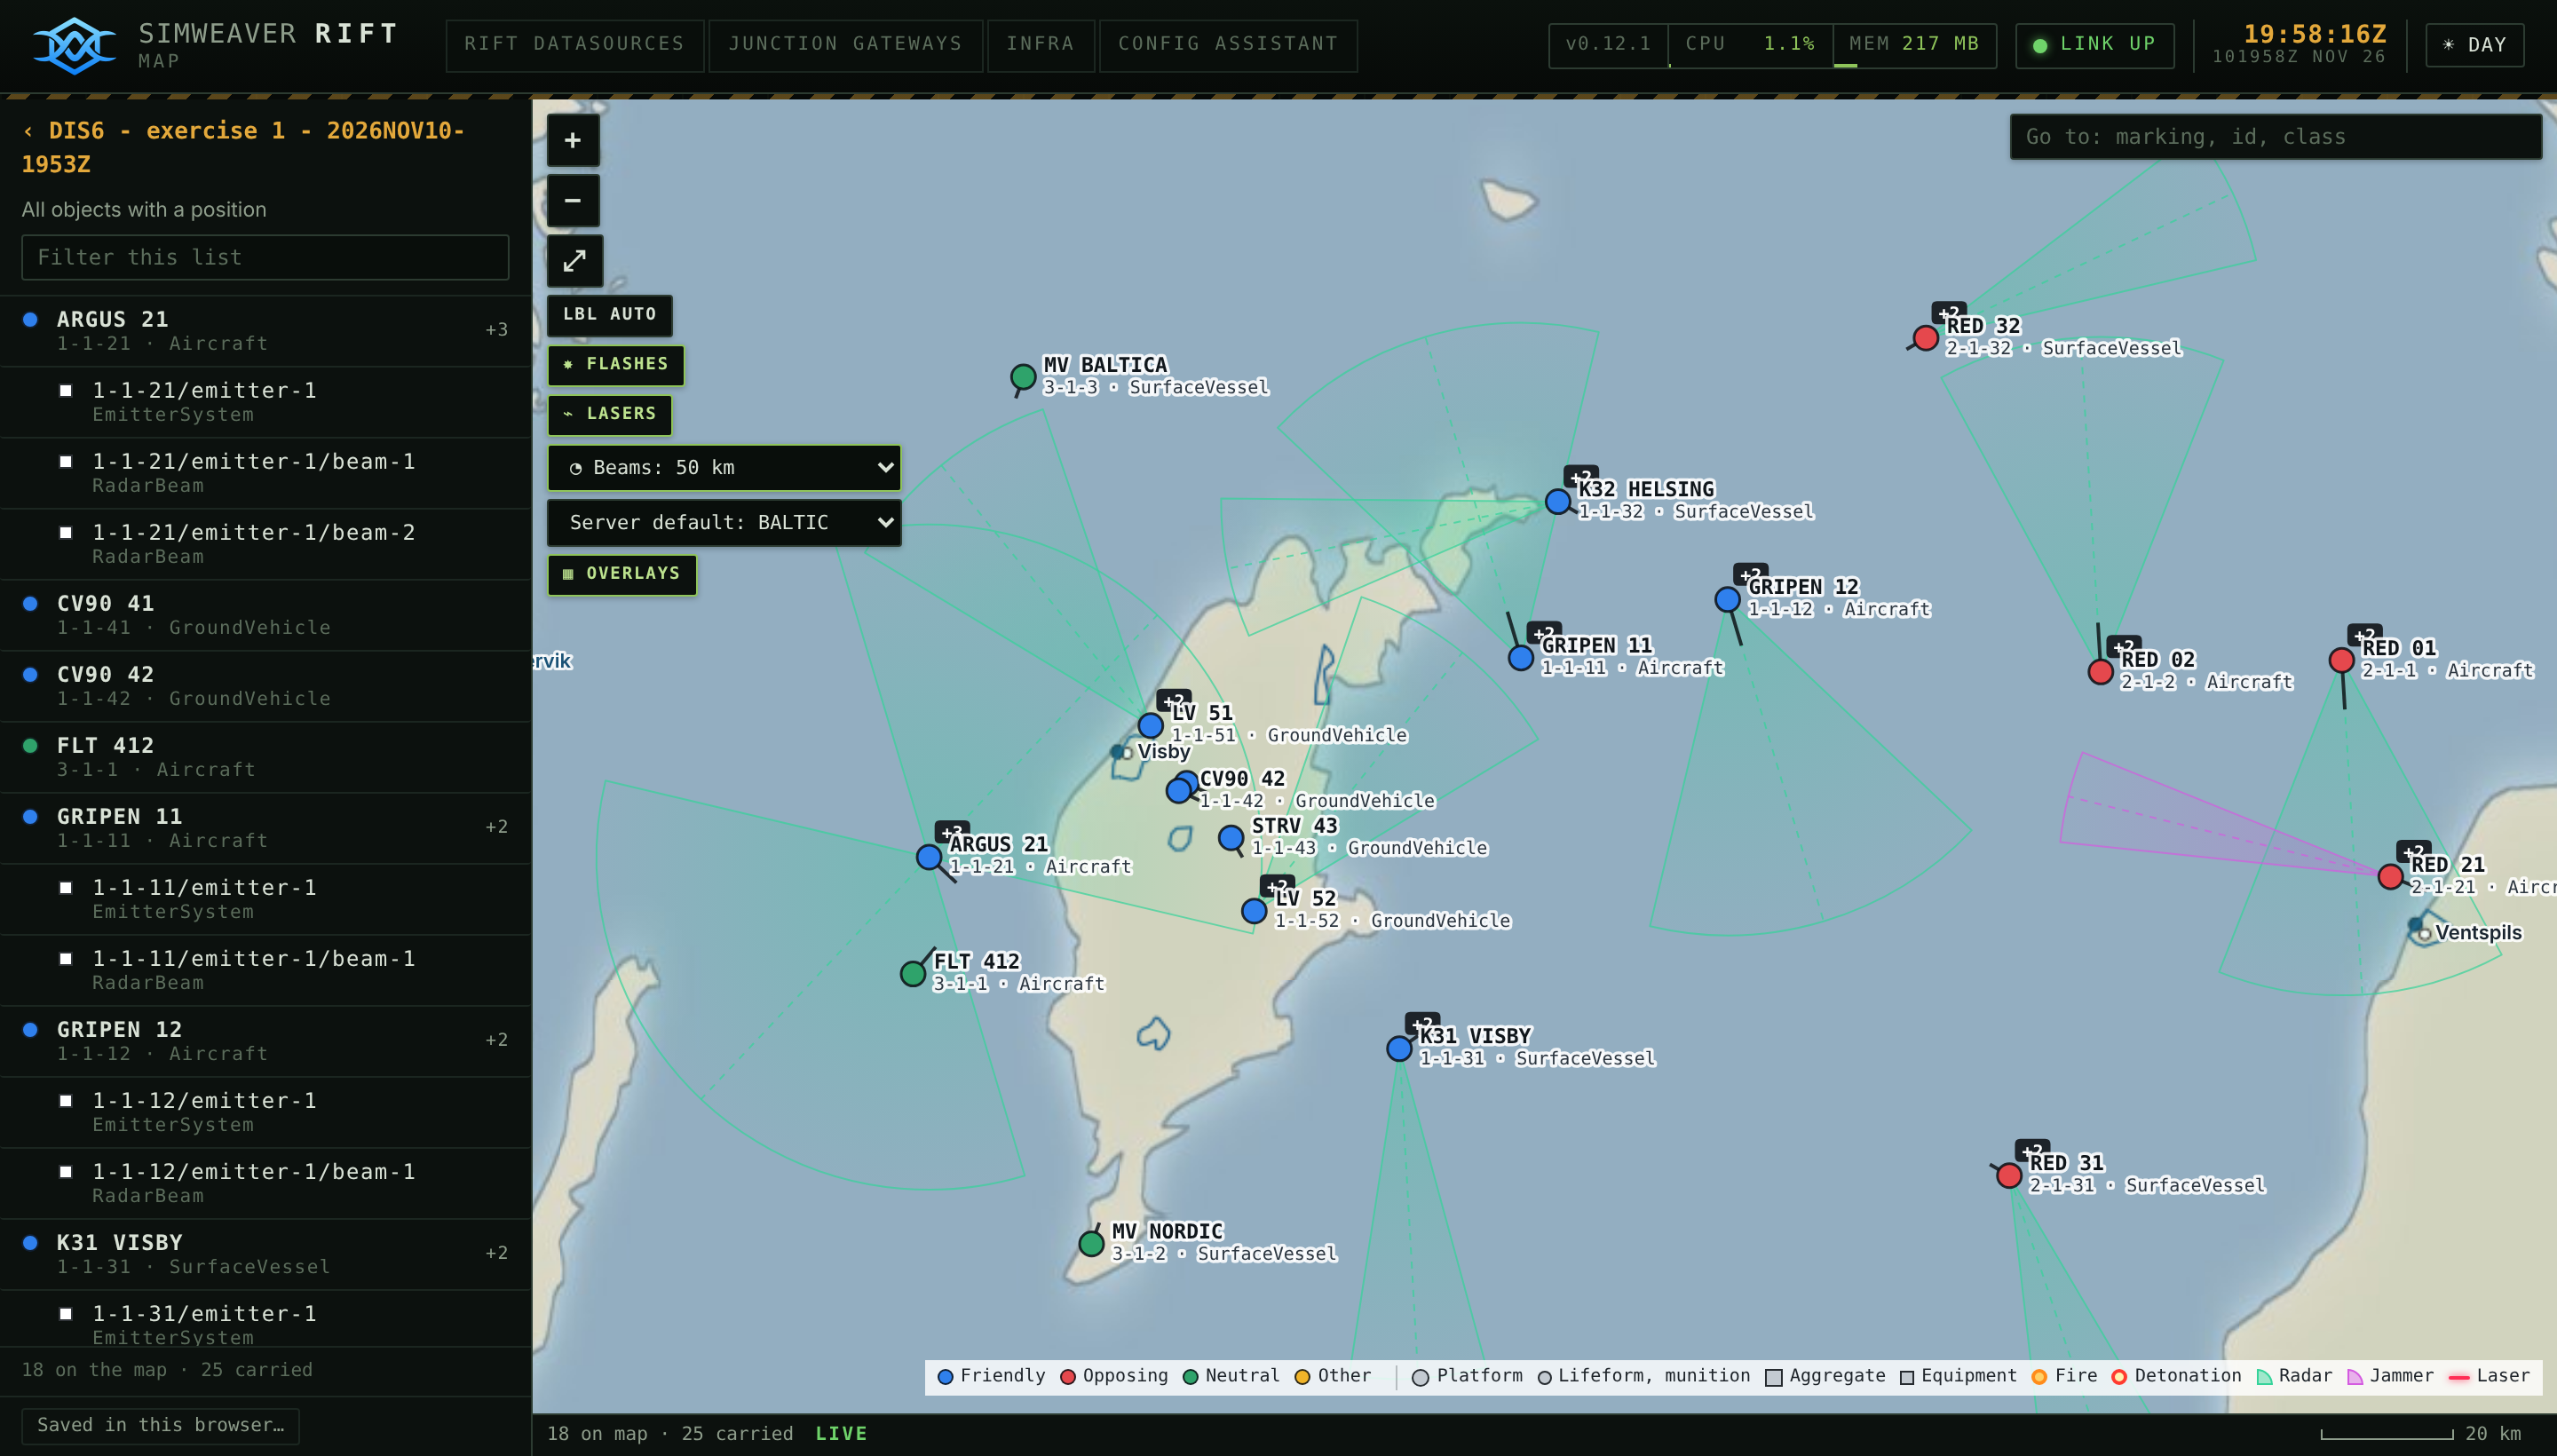 SIMWEAVER RIFT
MAP
RIFT DATASOURCES
JUNCTION GATEWAYS
INFRA
CONFIG ASSISTANT
v0.12.1
CPU 1.1%
MEM 217 MB
LINK UP
19:58:16Z
101958Z NOV 26
☀ DAY
‹ DIS6 - exercise 1 - 2026NOV10-
1953Z
All objects with a position
Filter this list
ARGUS 21
+3
1-1-21 · Aircraft
1-1-21/emitter-1
EmitterSystem
1-1-21/emitter-1/beam-1
RadarBeam
1-1-21/emitter-1/beam-2
RadarBeam
CV90 41
1-1-41 · GroundVehicle
CV90 42
1-1-42 · GroundVehicle
FLT 412
3-1-1 · Aircraft
GRIPEN 11
+2
1-1-11 · Aircraft
1-1-11/emitter-1
EmitterSystem
1-1-11/emitter-1/beam-1
RadarBeam
GRIPEN 12
+2
1-1-12 · Aircraft
1-1-12/emitter-1
EmitterSystem
1-1-12/emitter-1/beam-1
RadarBeam
K31 VISBY
+2
1-1-31 · SurfaceVessel
1-1-31/emitter-1
EmitterSystem
18 on the map · 25 carried
Saved in this browser…
+
−
LBL AUTO
FLASHES
LASERS
Beams: 50 km
Server default: BALTIC
OVERLAYS
Go to: marking, id, class
+2
RED 32
2-1-32 · SurfaceVessel
MV BALTICA
3-1-3 · SurfaceVessel
+2
K32 HELSING
1-1-32 · SurfaceVessel
+2
GRIPEN 12
1-1-12 · Aircraft
+2
GRIPEN 11
1-1-11 · Aircraft
+2
RED 02
2-1-2 · Aircraft
+2
RED 01
2-1-1 · Aircraft
ervik
+2
LV 51
1-1-51 · GroundVehicle
Visby
CV90 42
1-1-42 · GroundVehicle
STRV 43
1-1-43 · GroundVehicle
+3
ARGUS 21
1-1-21 · Aircraft
+2
RED 21
2-1-21 · Aircr
+2
LV 52
1-1-52 · GroundVehicle
Ventspils
FLT 412
3-1-1 · Aircraft
+2
K31 VISBY
1-1-31 · SurfaceVessel
+2
RED 31
2-1-31 · SurfaceVessel
MV NORDIC
3-1-2 · SurfaceVessel
Friendly Opposing Neutral Other Platform Lifeform, munition Aggregate Equipment Fire Detonation Radar Jammer Laser
18 on map · 25 carried LIVE
20 km